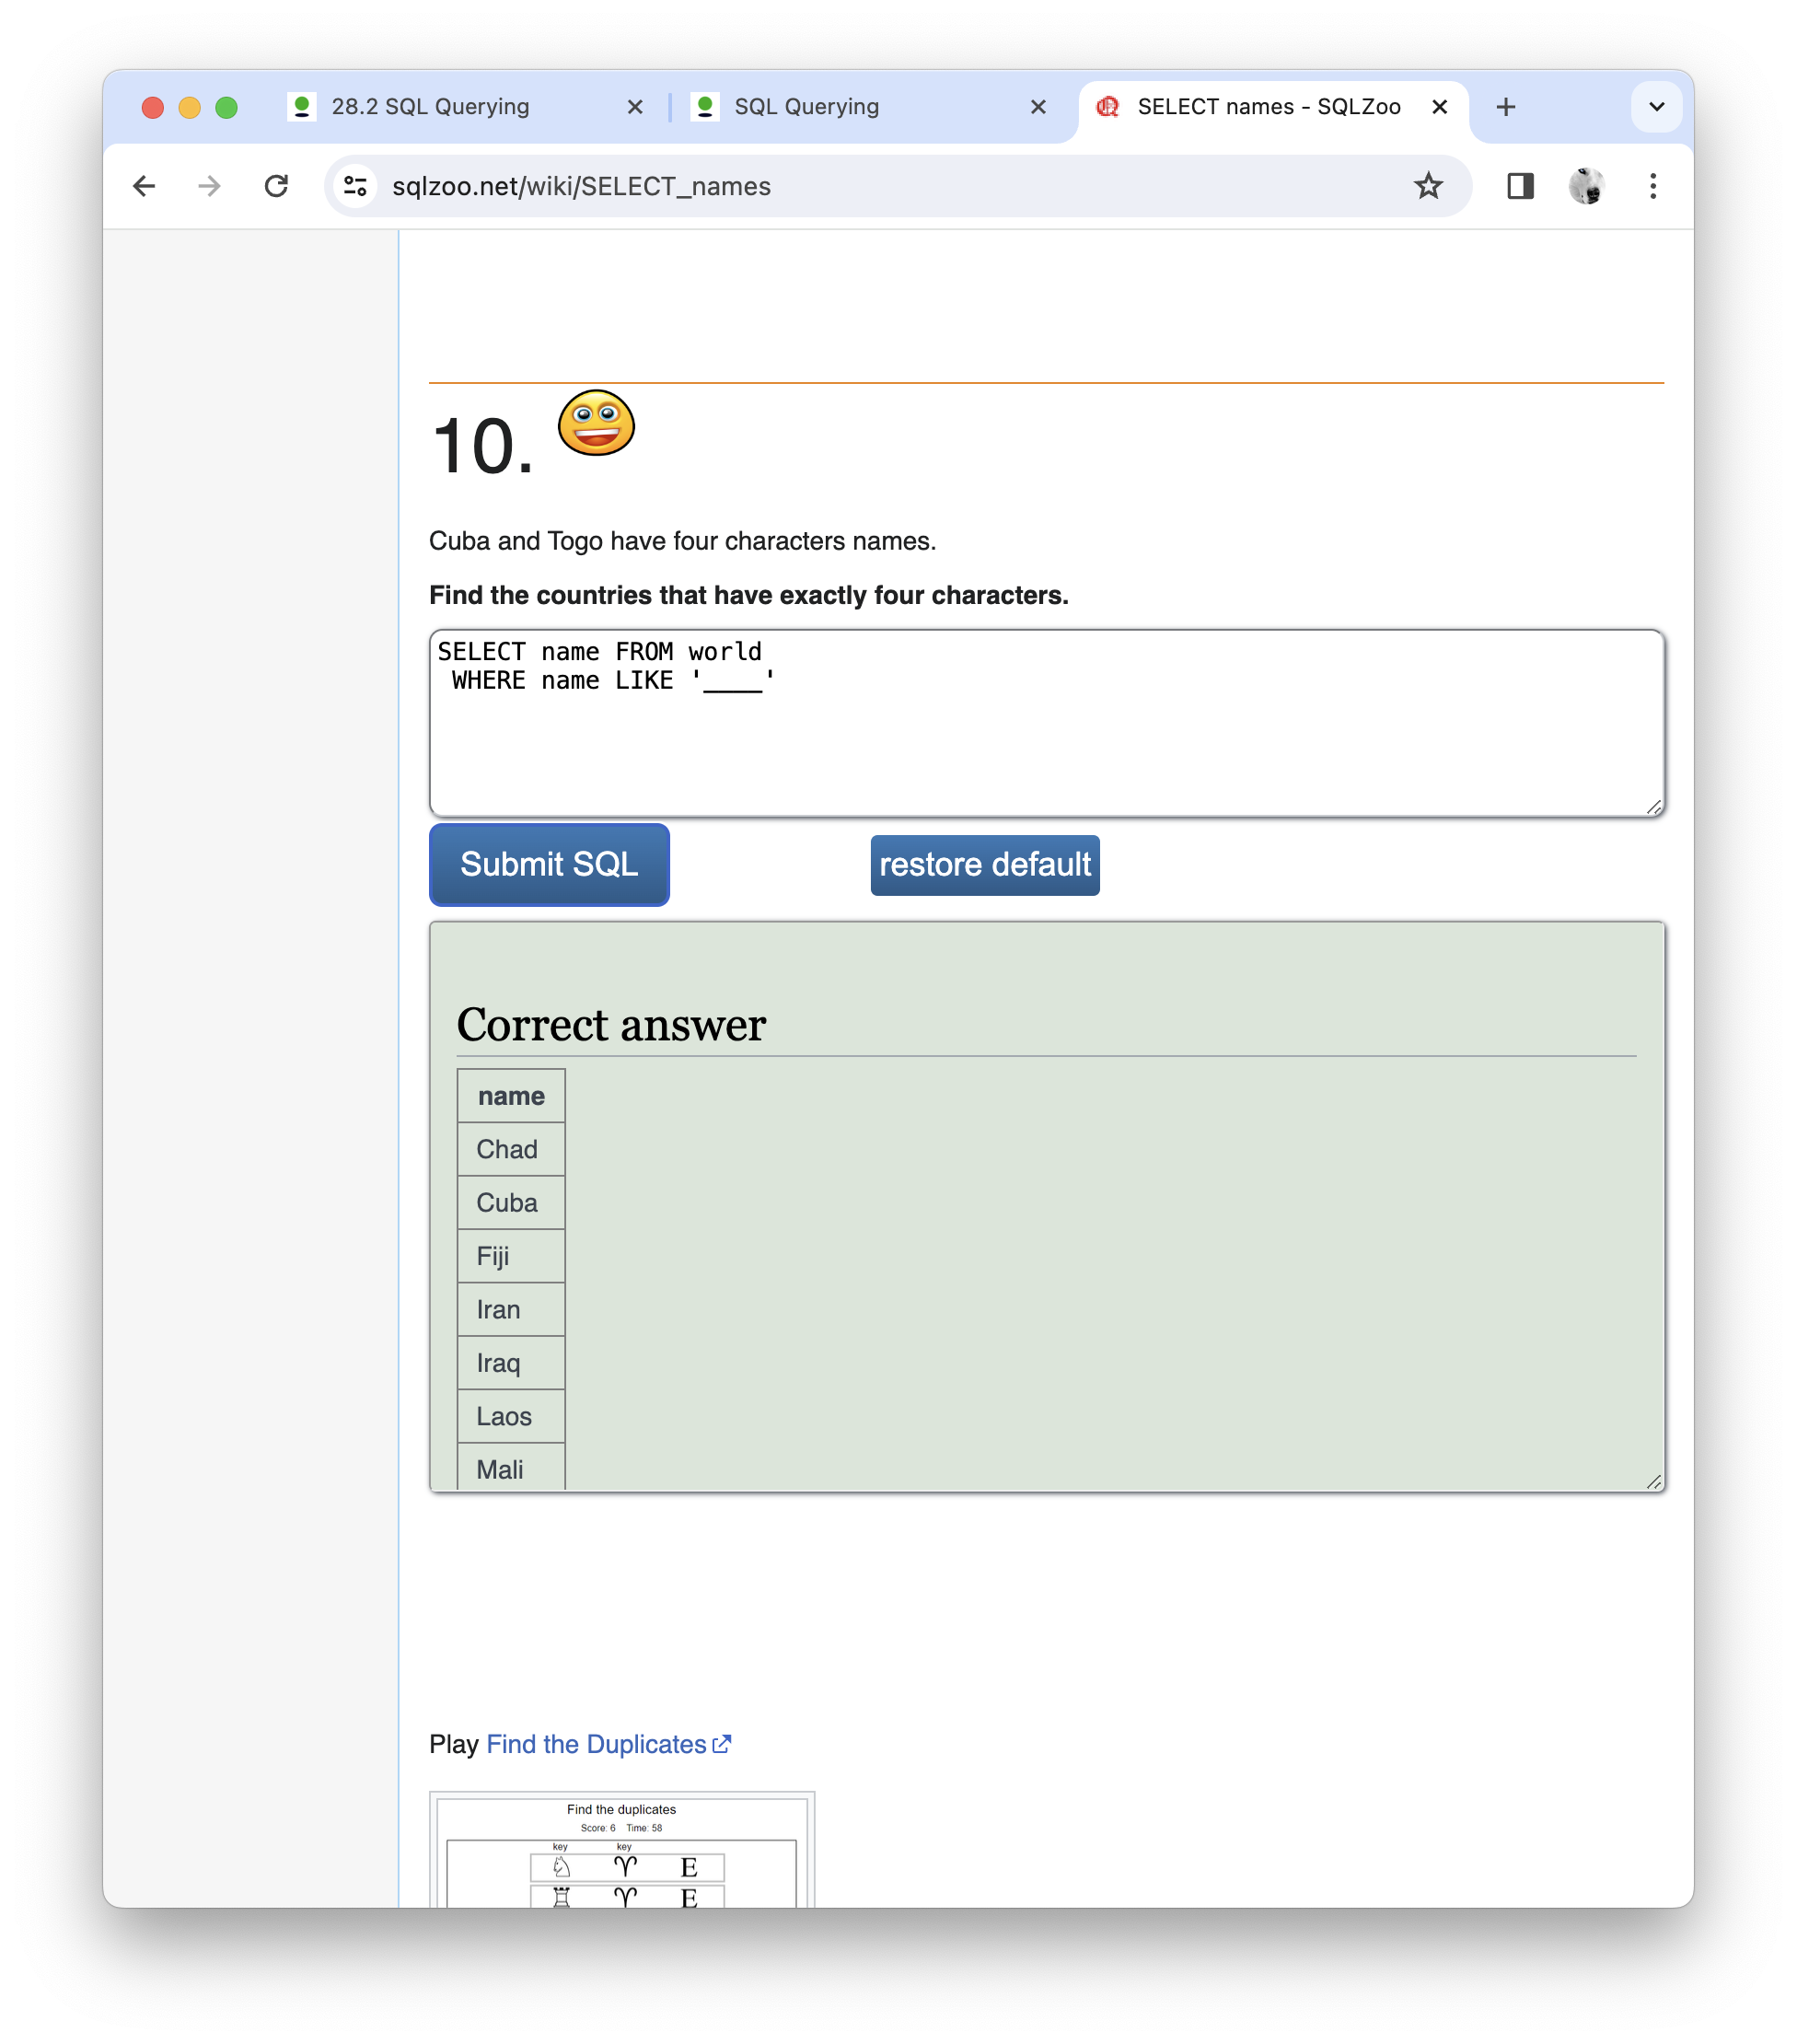 28.2 SQL Querying
SQL Querying
SELECT names - SQLZoo
sqlzoo.net/wiki/SELECT_names
10.
Cuba and Togo have four characters names.
Find the countries that have exactly four characters.
SELECT name FROM world
WHERE name LIKE '____'
Submit SQL
restore default
Correct answer
name
Chad
Cuba
Fiji
Iran
Iraq
Laos
Mali
Play Find the Duplicates
Find the duplicates
Score: 6 Time: 58
key key
♘ ♈ E
♖ ♈ E